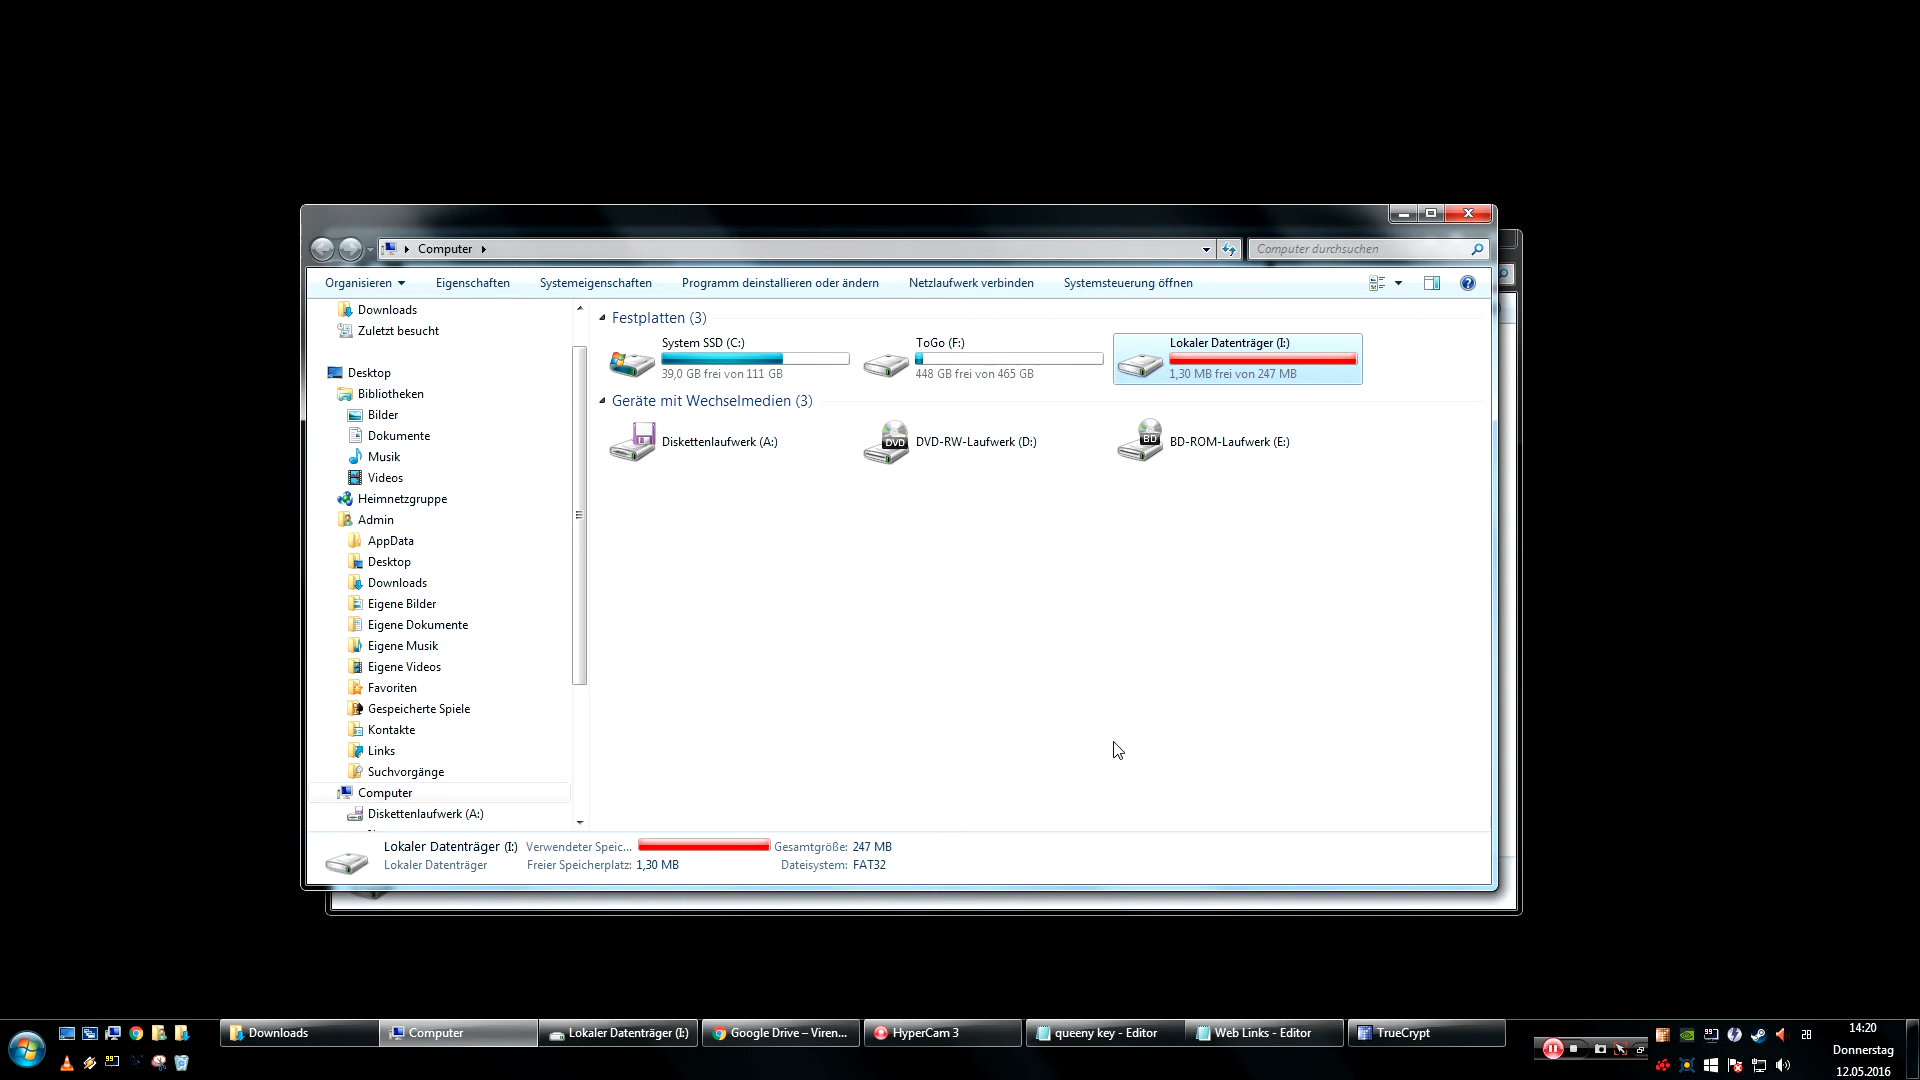 Computer
Computer durchsuchen
Organisieren Eigenschaften Systemeigenschaften Programm deinstallieren oder ändern Netzlaufwerk verbinden Systemsteuerung öffnen
Downloads
Zuletzt besucht
Desktop
Bibliotheken
Bilder
Dokumente
Musik
Videos
Heimnetzgruppe
Admin
AppData
Desktop
Downloads
Eigene Bilder
Eigene Dokumente
Eigene Musik
Eigene Videos
Favoriten
Gespeicherte Spiele
Kontakte
Links
Suchvorgänge
Computer
Diskettenlaufwerk (A:)
Festplatten (3)
System SSD (C:)
39,0 GB frei von 111 GB
ToGo (F:)
448 GB frei von 465 GB
Lokaler Datenträger (I:)
1,30 MB frei von 247 MB
Geräte mit Wechselmedien (3)
Diskettenlaufwerk (A:)
DVD
DVD-RW-Laufwerk (D:)
BD
BD-ROM-Laufwerk (E:)
Lokaler Datenträger (I:) Verwendeter Speic... Gesamtgröße: 247 MB
Lokaler Datenträger Freier Speicherplatz: 1,30 MB Dateisystem: FAT32
Downloads
Computer
Lokaler Datenträger (I:)
Google Drive – Viren...
HyperCam 3
queeny key - Editor
Web Links - Editor
TrueCrypt
28
14:20
Donnerstag
12.05.2016